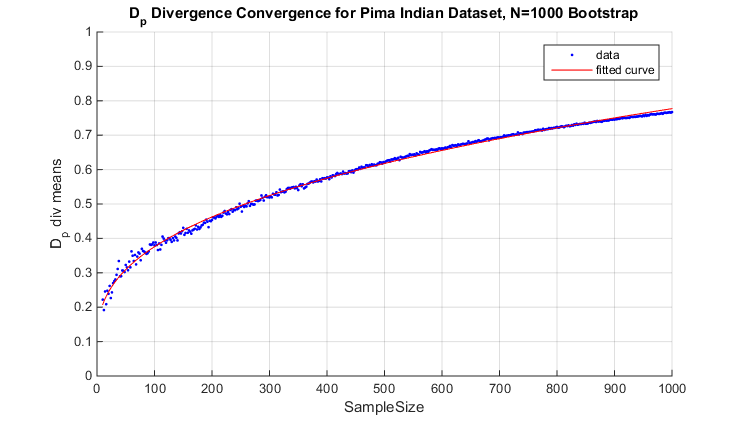 D_p Divergence Convergence for Pima Indian Dataset, N=1000 Bootstrap
1
0.9
0.8
0.7
0.6
0.5
0.4
0.3
0.2
0.1
0
D_p div means
data
fitted curve
0 100 200 300 400 500 600 700 800 900 1000
SampleSize